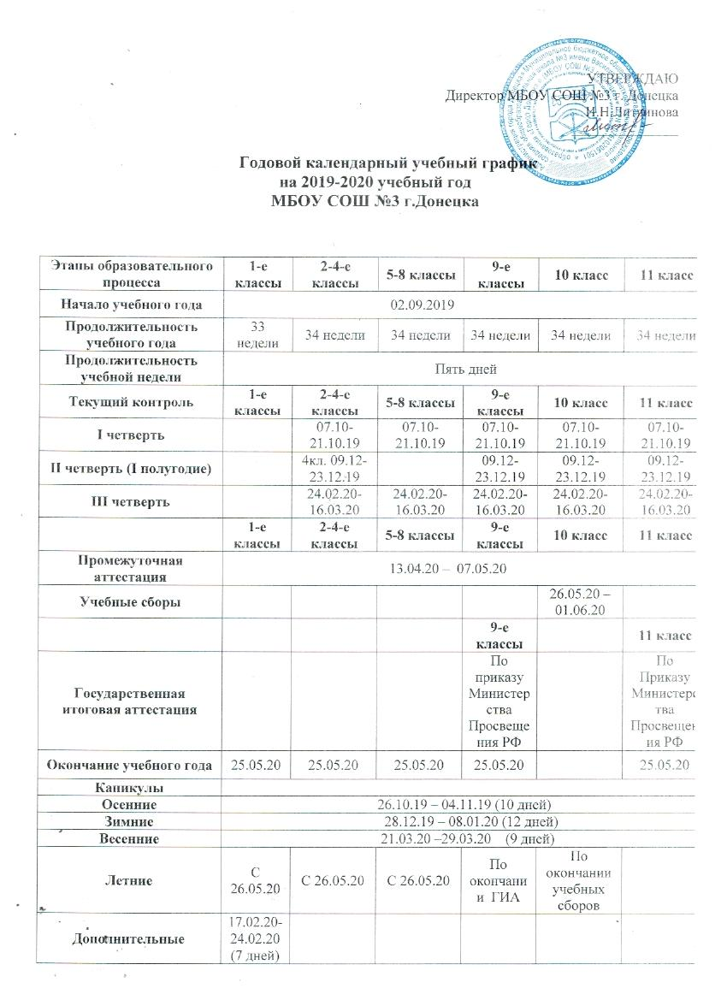 УТВЕРЖДАЮ
Директор МБОУ СОШ №3 г. Донецка
Годовой календарный учебный график
на 2019-2020 учебный год
МБОУ СОШ №3 г.Донецка
Этапы образовательного процесса 1-е классы 2-4-е классы 5-8 классы 9-е классы 10 класс 11 класс
Начало учебного года 02.09.2019
Продолжительность учебного года 33 недели 34 недели 34 недели 34 недели 34 недели 34 недели
Продолжительность учебной недели Пять дней
Текущий контроль 1-е классы 2-4-е классы 5-8 классы 9-е классы 10 класс 11 класс
I четверть 07.10-21.10.19 07.10-21.10.19 07.10-21.10.19 07.10-21.10.19 07.10-21.10.19
II четверть (I полугодие) 4кл. 09.12-23.12.19 09.12-23.12.19 09.12-23.12.19 09.12-23.12.19
III четверть 24.02.20-16.03.20 24.02.20-16.03.20 24.02.20-16.03.20 24.02.20-16.03.20 24.02.20-16.03.20
1-е классы 2-4-е классы 5-8 классы 9-е классы 10 класс 11 класс
Промежуточная аттестация 13.04.20 – 07.05.20
Учебные сборы 26.05.20 – 01.06.20
9-е классы 11 класс
Государственная итоговая аттестация По приказу Министерства Просвещения РФ По Приказу Министерства Просвещения РФ
Окончание учебного года 25.05.20 25.05.20 25.05.20 25.05.20 25.05.20
Каникулы
Осенние 26.10.19 – 04.11.19 (10 дней)
Зимние 28.12.19 – 08.01.20 (12 дней)
Весенние 21.03.20 –29.03.20 (9 дней)
Летние С 26.05.20 С 26.05.20 С 26.05.20 По окончании ГИА По окончании учебных сборов
Дополнительные 17.02.20-24.02.20 (7 дней)